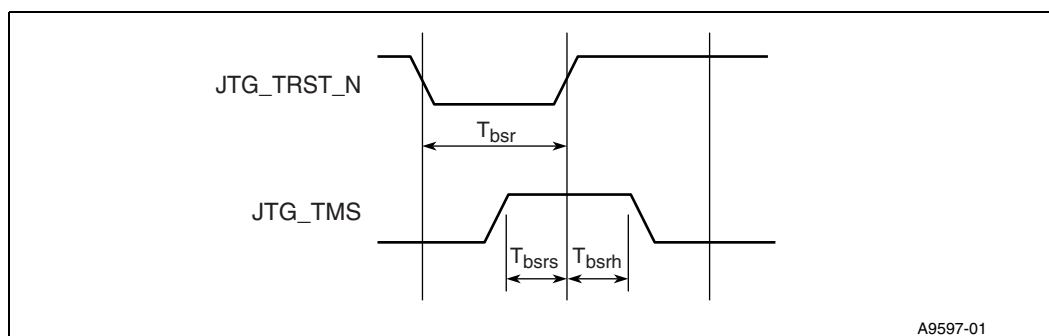 JTG_TRST_N
Tbsr
JTG_TMS
Tbsrs Tbsrh
A9597-01